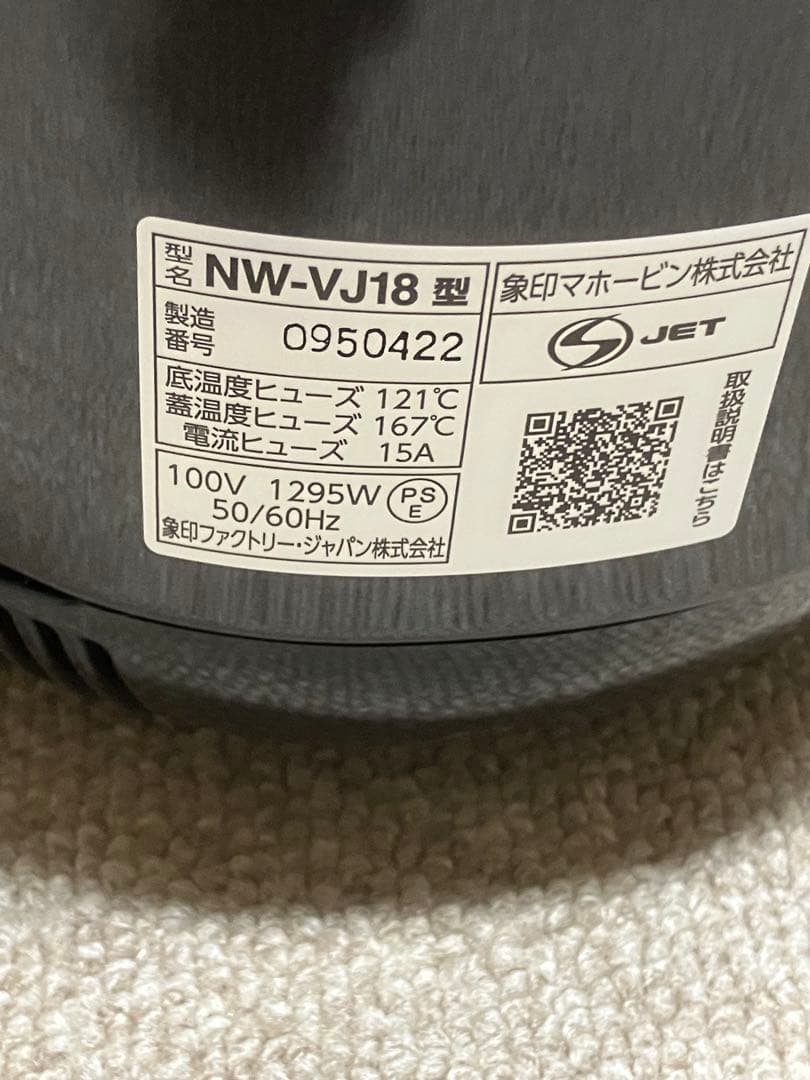 型名 NW-VJ18 型
製造番号 0950422
底温度ヒューズ 121℃
蓋温度ヒューズ 167℃
電流ヒューズ 15A
100V 1295W
50/60Hz
PSE
象印ファクトリー・ジャパン株式会社
象印マホービン株式会社
JET
取扱説明書はこちら